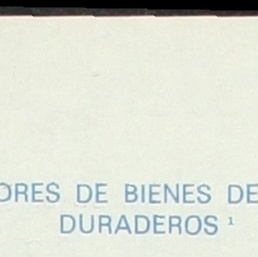 ORES DE BIENES DE
DURADEROS ¹